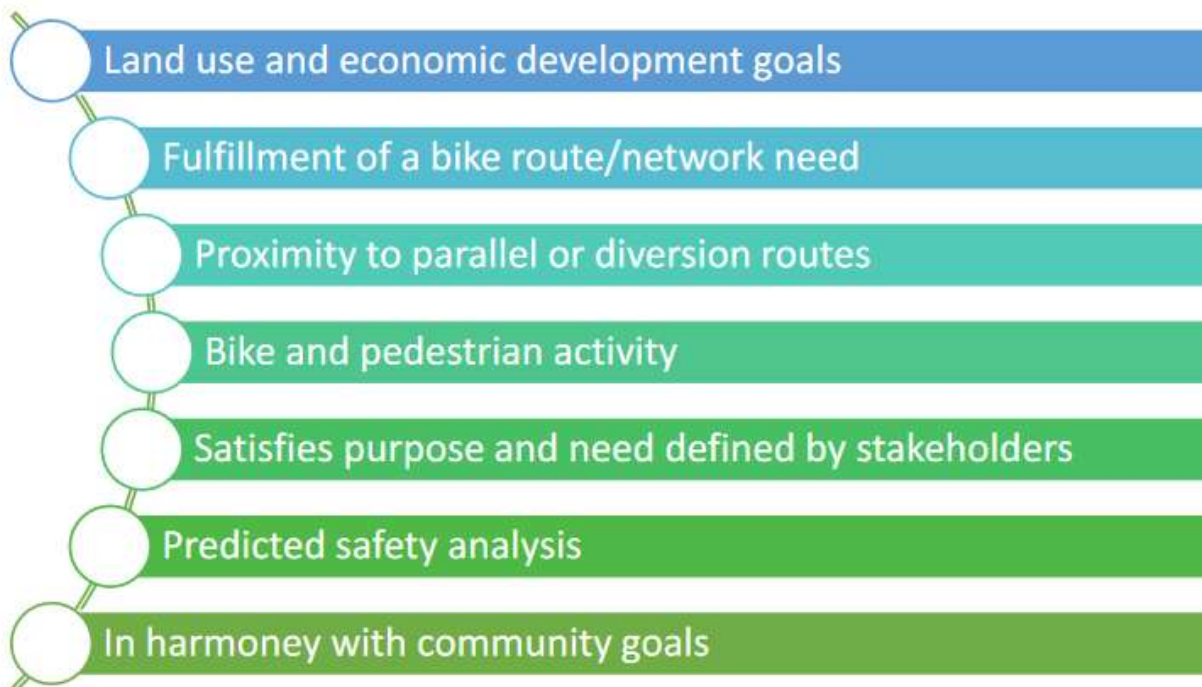 Land use and economic development goals
Fulfillment of a bike route/network need
Proximity to parallel or diversion routes
Bike and pedestrian activity
Satisfies purpose and need defined by stakeholders
Predicted safety analysis
In harmoney with community goals